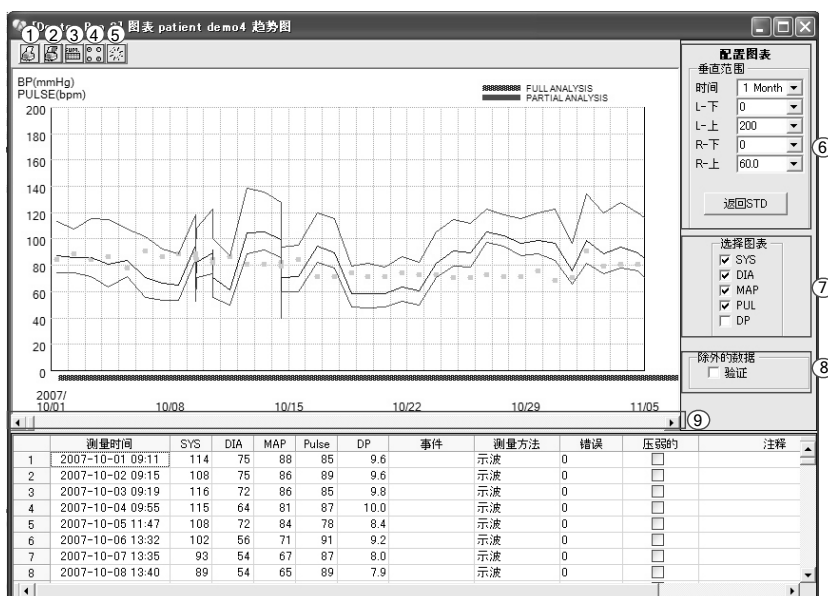 图表 patient demo4 趋势图
① ② ③ ④ ⑤
SUM.
BP(mmHg)
PULSE(bpm)
FULL ANALYSIS
PARTIAL ANALYSIS
200
180
160
140
120
100
80
60
40
20
0
2007/
10/01 10/08 10/15 10/22 10/29 11/05
配置图表
垂直范围
时间 1 Month
L-下 0
L-上 200
R-下 0
R-上 60.0
⑥
返回STD
选择图表
SYS
DIA
MAP
PUL
DP
⑦
除外的数据
验证
⑧
⑨
测量时间 SYS DIA MAP Pulse DP 事件 测量方法 错误 压弱的 注释
1 2007-10-01 09:11 114 75 88 85 9.6 示波 0
2 2007-10-02 09:15 108 75 86 89 9.6 示波 0
3 2007-10-03 09:19 116 72 86 85 9.8 示波 0
4 2007-10-04 09:55 115 64 81 87 10.0 示波 0
5 2007-10-05 11:47 108 72 84 78 8.4 示波 0
6 2007-10-06 13:32 102 56 71 91 9.2 示波 0
7 2007-10-07 13:35 93 54 67 87 8.0 示波 0
8 2007-10-08 13:40 89 54 65 89 7.9 示波 0